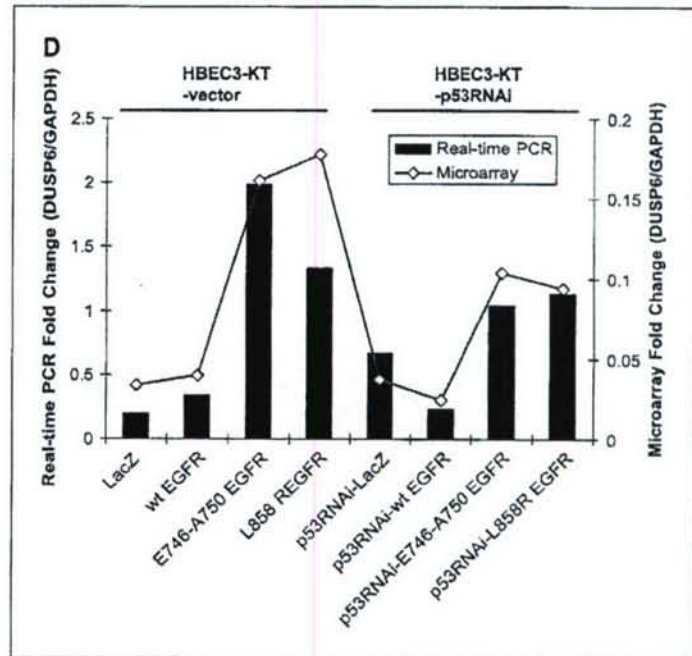 D
HBEC3-KT
-vector
HBEC3-KT
-p53RNAi
Real-time PCR Fold Change (DUSP6/GAPDH)
2.5
2
1.5
1
0.5
0
Real-time PCR
Microarray
0.2
0.15
0.1
0.05
0
Microarray Fold Change (DUSP6/GAPDH)
LacZ
wt EGFR
E746-A750 EGFR
L858 REGFR
p53RNAi-LacZ
p53RNAi-wt EGFR
p53RNAi-E746-A750 EGFR
p53RNAi-L858R EGFR